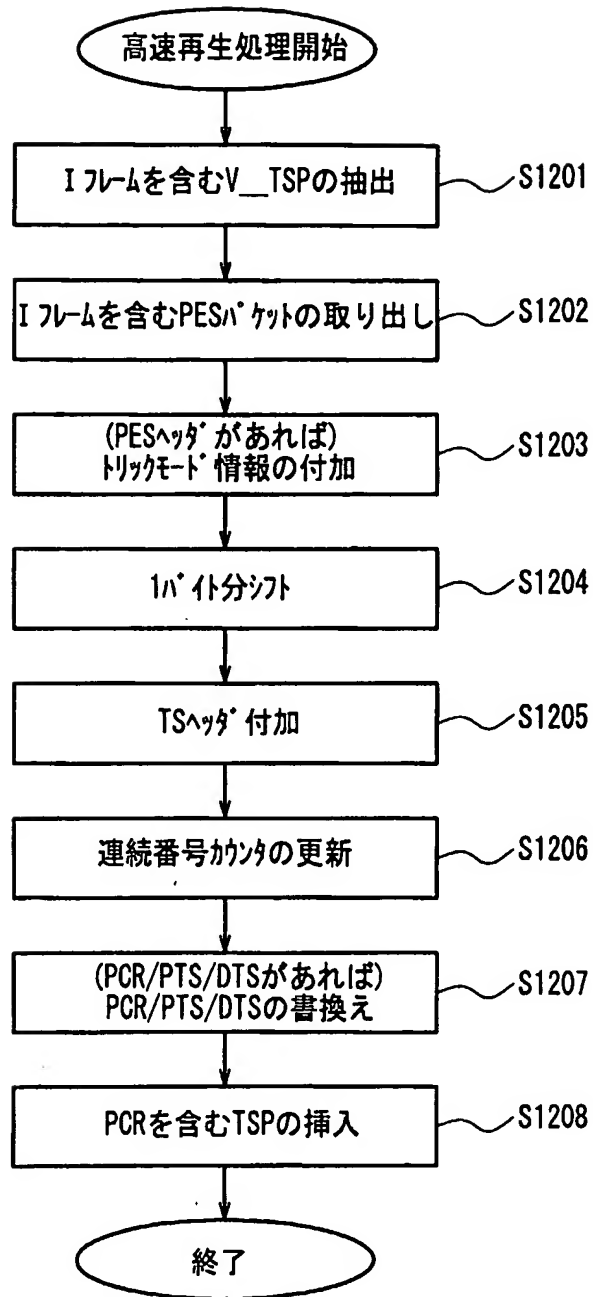 高速再生処理開始
I ﾌﾚｰﾑを含むV__TSPの抽出
S1201
I ﾌﾚｰﾑを含むPESﾊﾟｹｯﾄの取り出し
S1202
(PESﾍｯﾀﾞがあれば)
ﾄﾘｯｸﾓｰﾄﾞ情報の付加
S1203
1ﾊﾞｲﾄ分ｼﾌﾄ
S1204
TSﾍｯﾀﾞ付加
S1205
連続番号ｶｳﾝﾀの更新
S1206
(PCR/PTS/DTSがあれば)
PCR/PTS/DTSの書換え
S1207
PCRを含むTSPの挿入
S1208
終了